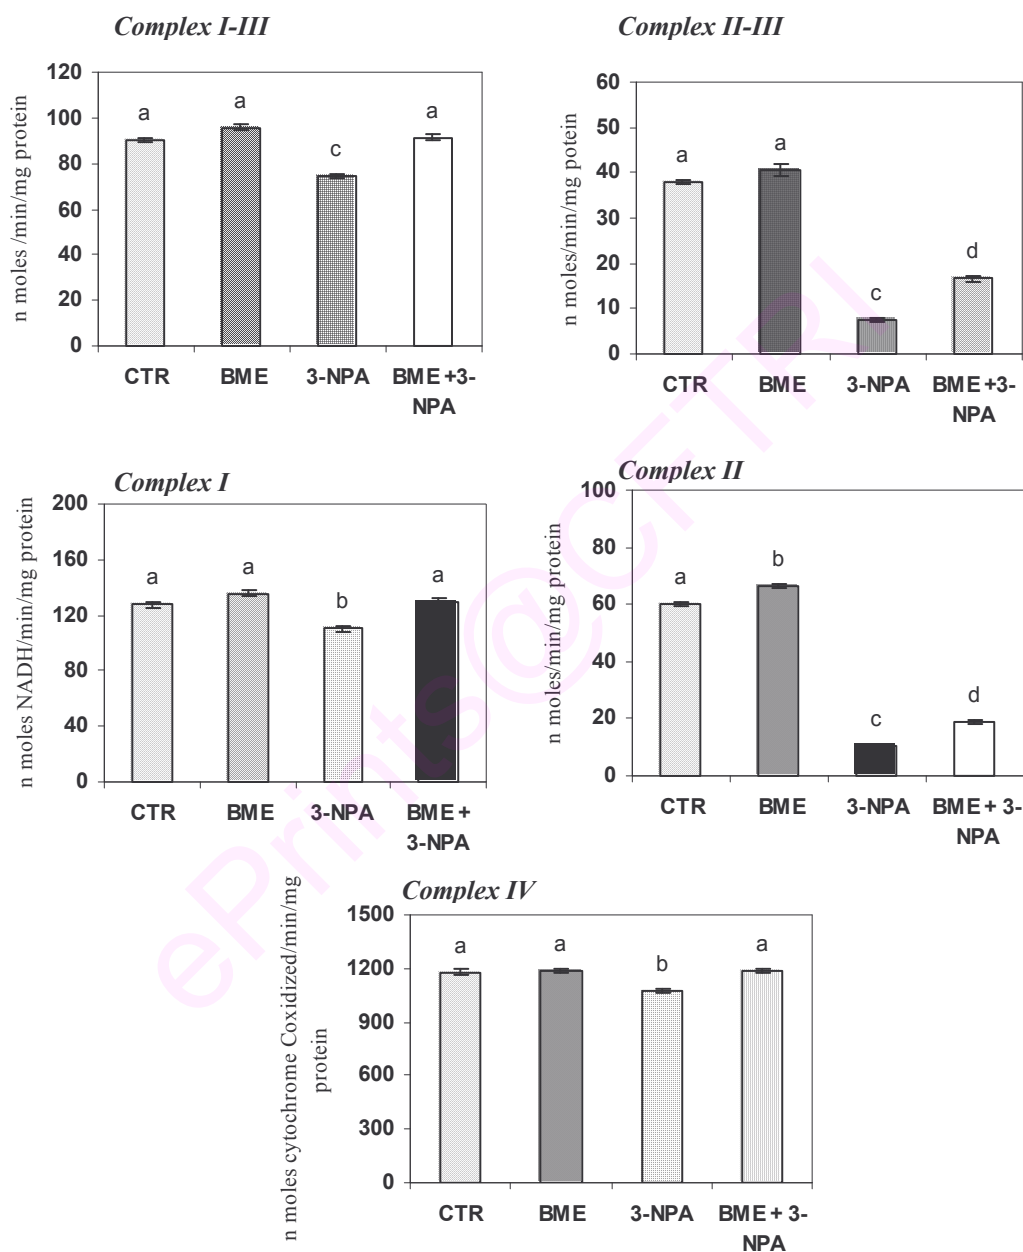 Complex I-III
n moles /min/mg protein
120
100
80
60
40
20
0
a
a
c
a
CTR
BME
3-NPA
BME +3-
NPA
Complex II-III
n moles/min/mg potein
60
50
40
30
20
10
0
a
a
c
d
CTR
BME
3-NPA
BME +3-
NPA
Complex I
n moles NADH/min/mg protein
200
160
120
80
40
0
a
a
b
a
CTR
BME
3-NPA
BME +
3-NPA
Complex II
n moles/min/mg protein
100
80
60
40
20
0
a
b
c
d
CTR
BME
3-NPA
BME + 3-
NPA
Complex IV
n moles cytochrome Coxidized/min/mg
protein
1500
1200
900
600
300
0
a
a
b
a
CTR
BME
3-NPA
BME + 3-
NPA
ePrints@CFTRI